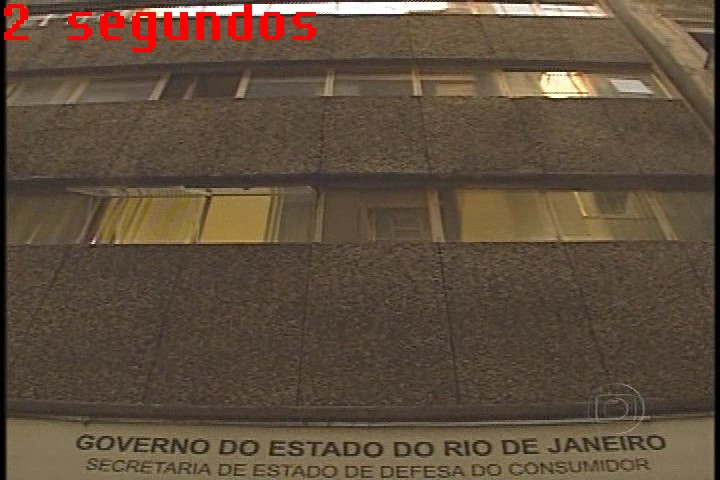 2 segundos
GOVERNO DO ESTADO DO RIO DE JANEIRO
SECRETARIA DE ESTADO DE DEFESA DO CONSUMIDOR